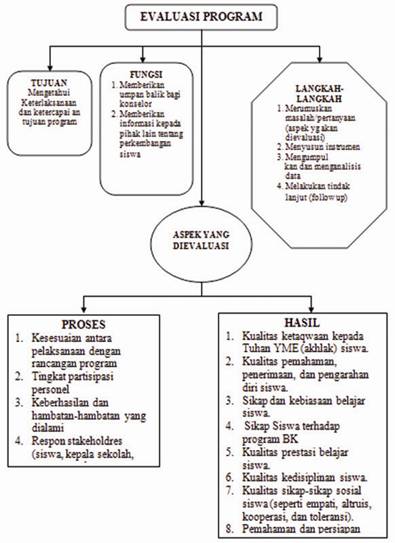 EVALUASI PROGRAM
TUJUAN
Mengetahui
Keterlaksanaan
dan ketercapai an
tujuan program
FUNGSI
1. Memberikan
umpan balik bagi
konselor
2. Memberikan
informasi kepada
pihak lain tentang
perkembangan
siswa
LANGKAH-
LANGKAH
1. Merumuskan
masalah/pertanyaan
(aspek yg akan
dievaluasi)
2. Menyusun instrumen
3. Mengumpul
kan dan menganalisis
data
4. Melakukan tindak
lanjut (follow up)
ASPEK YANG
DIEVALUASI
PROSES
1. Kesesuaian antara
pelaksanaan dengan
rancangan program
2. Tingkat partisipasi
personel
3. Keberhasilan dan
hambatan-hambatan yang
dialami
4. Respon stakeholdres
(siswa, kepala sekolah,
HASIL
1. Kualitas ketaqwaan kepada
Tuhan YME (akhlak) siswa.
2. Kualitas pemahaman,
penerimaan, dan pengarahan
diri siswa.
3. Sikap dan kebiasaan belajar
siswa.
4. Sikap Siswa terhadap
program BK
5. Kualitas prestasi belajar
siswa.
6. Kualitas kedisiplinan siswa.
7. Kualitas sikap-sikap sosial
siswa (seperti empati, altruis,
kooperasi, dan toleransi).
8. Pemahaman dan persiapan